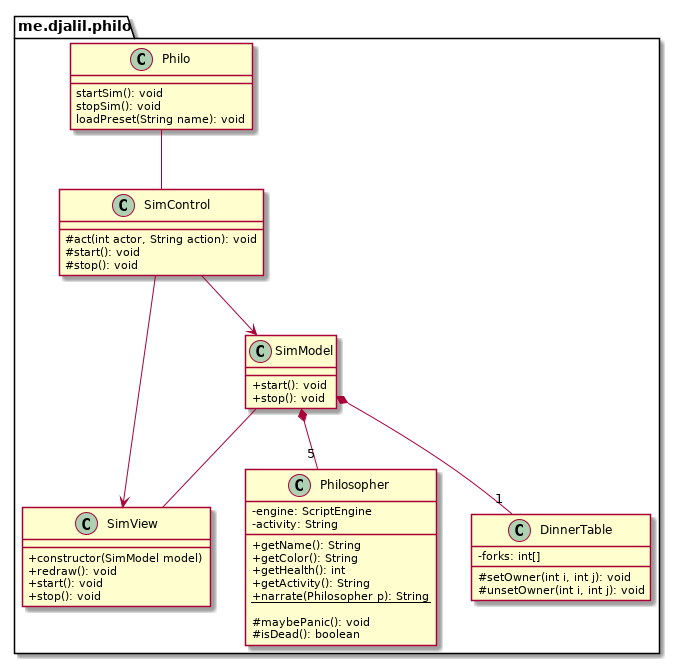 me.djalil.philo
C Philo
startSim(): void
stopSim(): void
loadPreset(String name): void
C SimControl
#act(int actor, String action): void
#start(): void
#stop(): void
C SimModel
+start(): void
+stop(): void
5
1
C SimView
+constructor(SimModel model)
+redraw(): void
+start(): void
+stop(): void
C Philosopher
-engine: ScriptEngine
-activity: String
+getName(): String
+getColor(): String
+getHealth(): int
+getActivity(): String
+narrate(Philosopher p): String
#maybePanic(): void
#isDead(): boolean
C DinnerTable
-forks: int[]
#setOwner(int i, int j): void
#unsetOwner(int i, int j): void